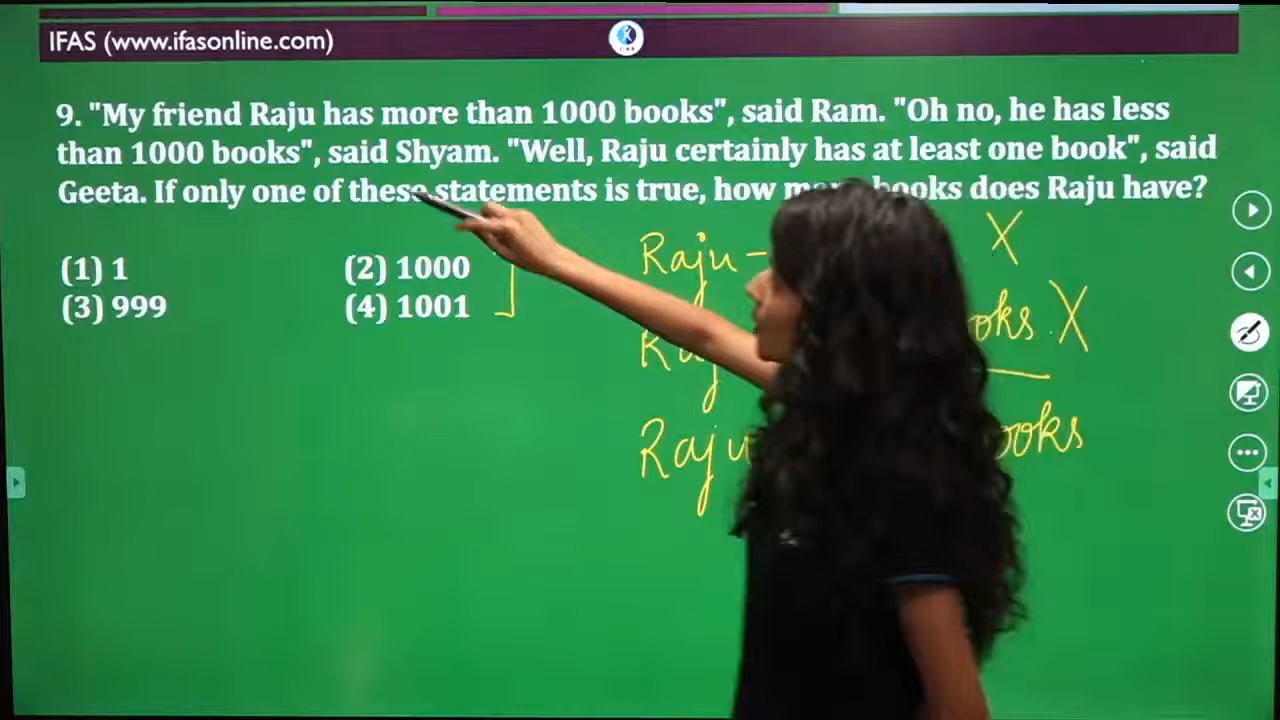 IFAS (www.ifasonline.com)
9. "My friend Raju has more than 1000 books", said Ram. "Oh no, he has less
than 1000 books", said Shyam. "Well, Raju certainly has at least one book", said
Geeta. If only one of these statements is true, how books does Raju have?
(1) 1 (2) 1000
(3) 999 (4) 1001
Raju - X
X
Raju